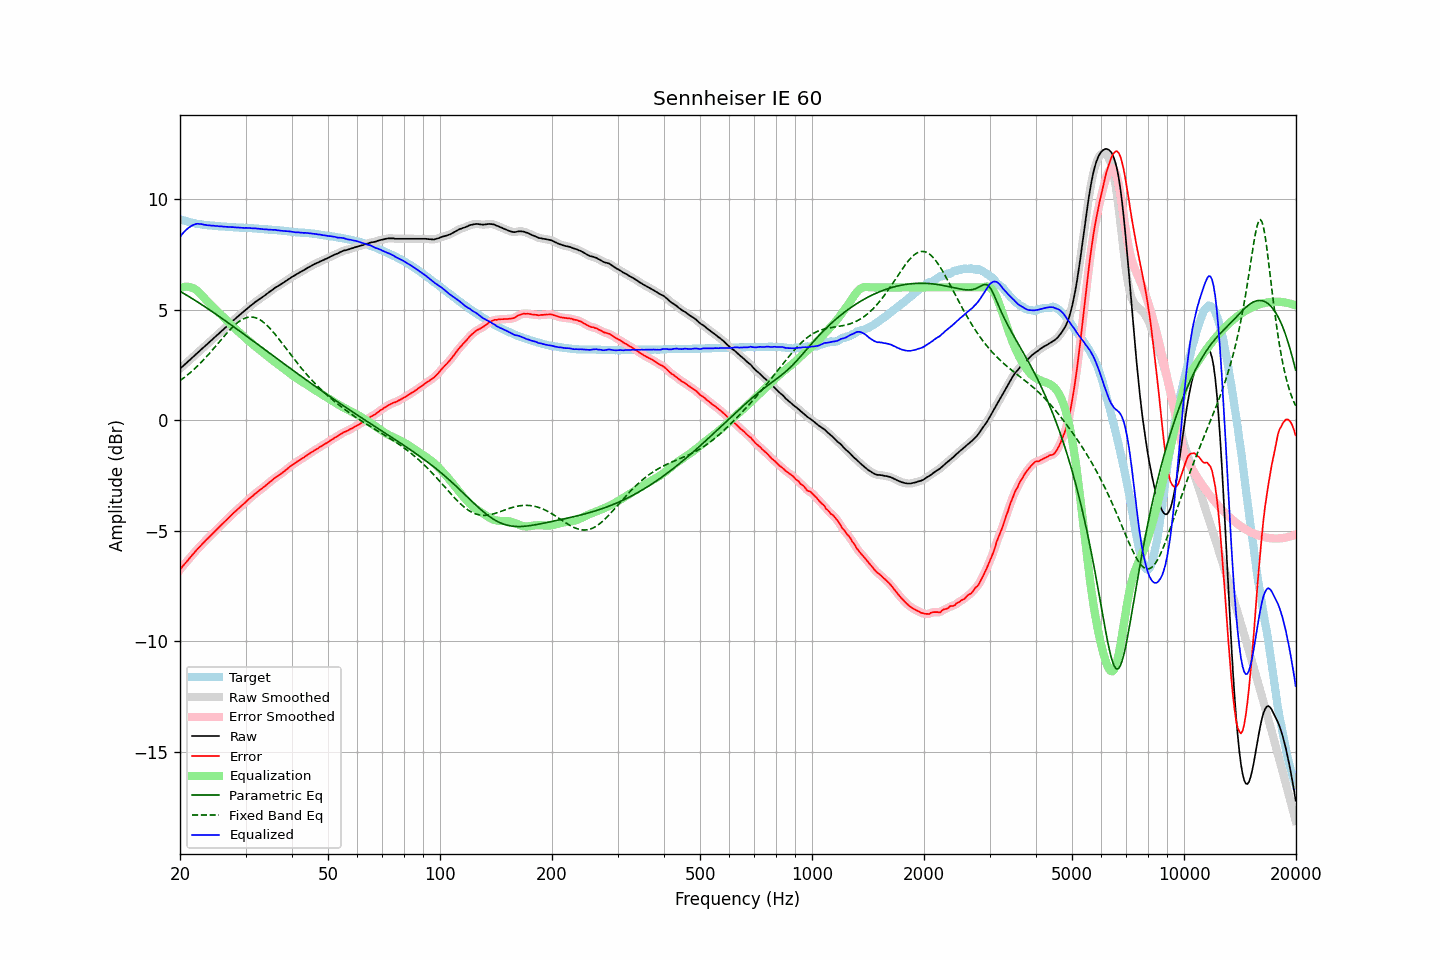 Sennheiser IE 60
Amplitude (dBr)
10
5
0
−5
−10
−15
Target
Raw Smoothed
Error Smoothed
Raw
Error
Equalization
Parametric Eq
Fixed Band Eq
Equalized
20 50 100 200 500 1000 2000 5000 10000 20000
Frequency (Hz)